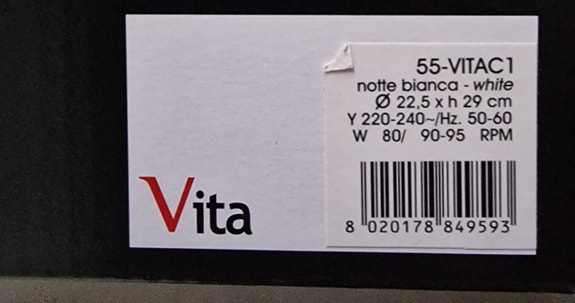 55-VITAC1
notte bianca - white
Ø 22,5 x h 29 cm
Y 220-240~/Hz. 50-60
W 80/ 90-95 RPM
8 020178 849593
Vita